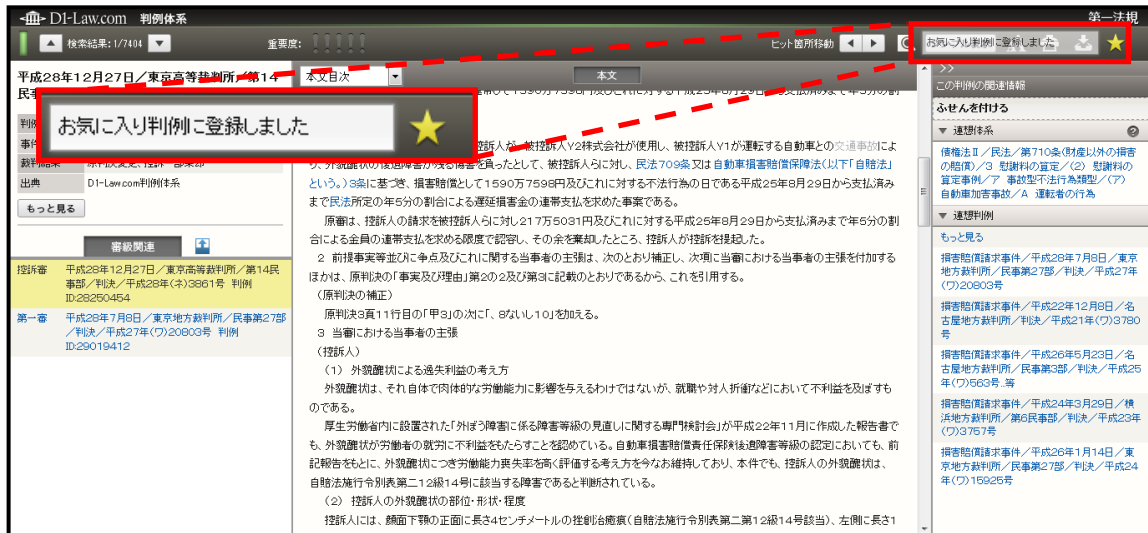 D1-Law.com 判例体系
第一法規
検索結果:1/7404
重要度:
ヒット箇所移動
お気に入り判例に登録しました
平成28年12月27日／東京高等裁判所／第14
民事
本文目次
本文
お気に入り判例に登録しました
出典 D1-Law.com判例体系
もっと見る
審級関連
控訴審 平成28年12月27日／東京高等裁判所／第14民
事部／判決／平成28年(ネ)3861号 判例
ID:28250454
第一審 平成28年7月8日／東京地方裁判所／民事第27部
／判決／平成27年(ワ)20803号 判例
ID:29019412
控訴人が、被控訴人Y2株式会社が使用し、被控訴人Y1が運転する自動車との交通事故によ
り、外貌醜状の後遺障害が残る傷害を負ったとして、被控訴人らに対し、民法709条又は自動車損害賠償保障法(以下「自賠法」
という。)3条に基づき、損害賠償として1590万7598円及びこれに対する不法行為の日である平成25年8月29日から支払済み
まで民法所定の年5分の割合による遅延損害金の連帯支払を求めた事案である。
原審は、控訴人の請求を被控訴人らに対し217万5031円及びこれに対する平成25年8月29日から支払済みまで年5分の割
合による金員の連帯支払を求める限度で認容し、その余を棄却したところ、控訴人が控訴を提起した。
2 前提事実等並びに争点及びこれに関する当事者の主張は、次のとおり補正し、次項に当審における当事者の主張を付加する
ほかは、原判決の「事実及び理由」第2の2及び第3に記載のとおりであるから、これを引用する。
(原判決の補正)
原判決3頁11行目の「甲3」の次に「、8ないし10」を加える。
3 当審における当事者の主張
(控訴人)
(1) 外貌醜状による逸失利益の考え方
外貌醜状は、それ自体で肉体的な労働能力に影響を与えるわけではないが、就職や対人折衝などにおいて不利益を及ぼすも
のである。
厚生労働省内に設置された「外ぼう障害に係る障害等級の見直しに関する専門検討会」が平成22年11月に作成した報告書で
も、外貌醜状が労働者の就労に不利益をもたらすことを認めている。自動車損害賠償責任保険後遺障害等級の認定においても、前
記報告書をもとに、外貌醜状につき労働能力喪失率を高く評価する考え方を今なお維持しており、本件でも、控訴人の外貌醜状は、
自賠法施行令別表第二12級14号に該当する障害であると判断されている。
(2) 控訴人の外貌醜状の部位・形状・程度
控訴人には、顔面下顎の正面に長さ4センチメートルの挫創治癒痕(自賠法施行令別表第二第12級14号該当)、左側に長さ1
>>
この判例の関連情報
ふせんを付ける
▼ 連想体系
債権法Ⅱ／民法／第710条(財産以外の損害
の賠償)／3 慰謝料の算定／(2) 慰謝料の
算定事例／ア 事故型不法行為類型／(ア)
自動車加害事故／A 運転者の行為
▼ 連想判例
もっと見る
損害賠償請求事件／平成28年7月8日／東京
地方裁判所／民事第27部／判決／平成27年
(ワ)20803号
損害賠償請求事件／平成22年12月8日／名
古屋地方裁判所／判決／平成21年(ワ)3780
号
損害賠償請求事件／平成26年5月23日／名
古屋地方裁判所／民事第3部／判決／平成25
年(ワ)563号..等
損害賠償請求事件／平成24年3月29日／横
浜地方裁判所／第6民事部／判決／平成23年
(ワ)3757号
損害賠償請求事件／平成26年1月14日／東
京地方裁判所／民事第27部／判決／平成24
年(ワ)15925号